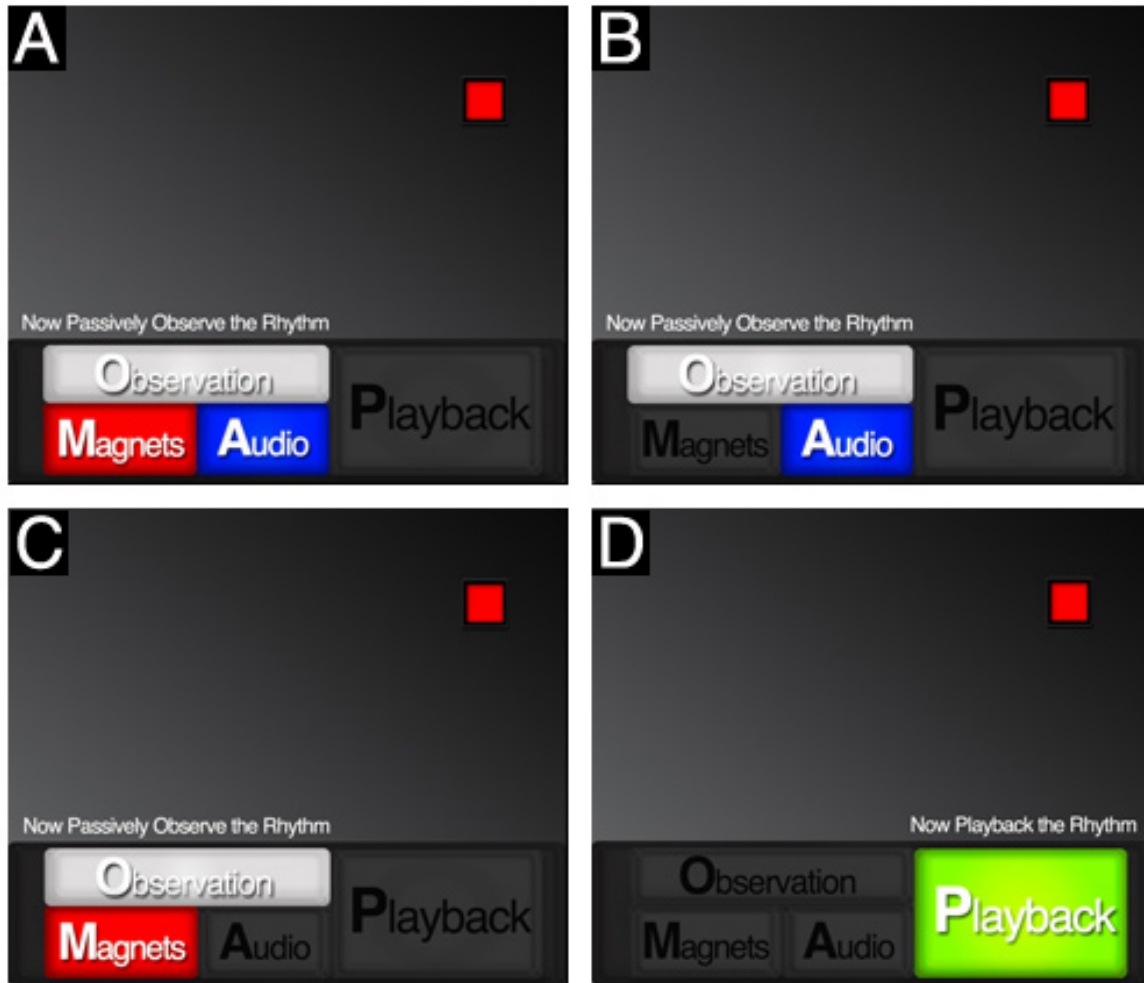 A
Now Passively Observe the Rhythm
Observation
Magnets Audio
Playback
B
Now Passively Observe the Rhythm
Observation
Magnets Audio
Playback
C
Now Passively Observe the Rhythm
Observation
Magnets Audio
Playback
D
Now Playback the Rhythm
Observation
Magnets Audio
Playback